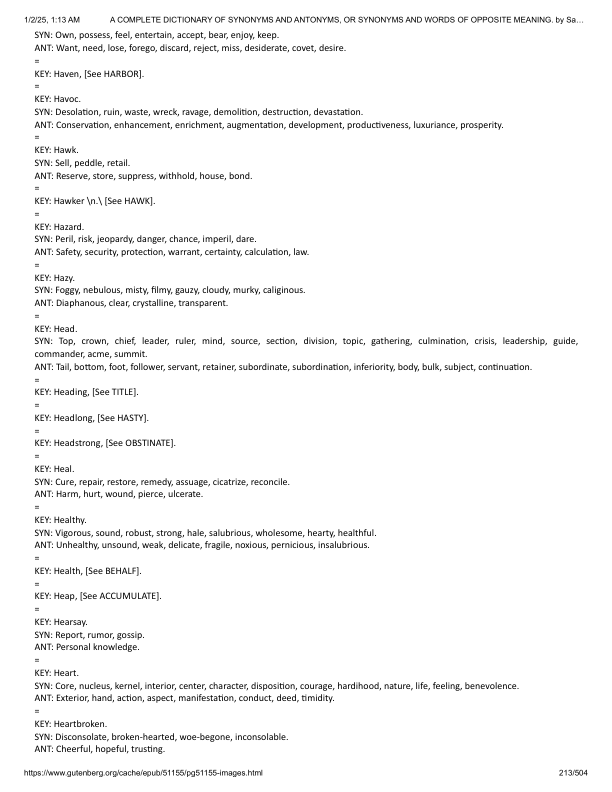 1/2/25, 1:13 AM A COMPLETE DICTIONARY OF SYNONYMS AND ANTONYMS, OR SYNONYMS AND WORDS OF OPPOSITE MEANING. by Sa…
SYN: Own, possess, feel, entertain, accept, bear, enjoy, keep.
ANT: Want, need, lose, forego, discard, reject, miss, desiderate, covet, desire.
=
KEY: Haven, [See HARBOR].
=
KEY: Havoc.
SYN: Desolation, ruin, waste, wreck, ravage, demolition, destruction, devastation.
ANT: Conservation, enhancement, enrichment, augmentation, development, productiveness, luxuriance, prosperity.
=
KEY: Hawk.
SYN: Sell, peddle, retail.
ANT: Reserve, store, suppress, withhold, house, bond.
=
KEY: Hawker \n.\ [See HAWK].
=
KEY: Hazard.
SYN: Peril, risk, jeopardy, danger, chance, imperil, dare.
ANT: Safety, security, protection, warrant, certainty, calculation, law.
=
KEY: Hazy.
SYN: Foggy, nebulous, misty, filmy, gauzy, cloudy, murky, caliginous.
ANT: Diaphanous, clear, crystalline, transparent.
=
KEY: Head.
SYN: Top, crown, chief, leader, ruler, mind, source, section, division, topic, gathering, culmination, crisis, leadership, guide,
commander, acme, summit.
ANT: Tail, bottom, foot, follower, servant, retainer, subordinate, subordination, inferiority, body, bulk, subject, continuation.
=
KEY: Heading, [See TITLE].
=
KEY: Headlong, [See HASTY].
=
KEY: Headstrong, [See OBSTINATE].
=
KEY: Heal.
SYN: Cure, repair, restore, remedy, assuage, cicatrize, reconcile.
ANT: Harm, hurt, wound, pierce, ulcerate.
=
KEY: Healthy.
SYN: Vigorous, sound, robust, strong, hale, salubrious, wholesome, hearty, healthful.
ANT: Unhealthy, unsound, weak, delicate, fragile, noxious, pernicious, insalubrious.
=
KEY: Health, [See BEHALF].
=
KEY: Heap, [See ACCUMULATE].
=
KEY: Hearsay.
SYN: Report, rumor, gossip.
ANT: Personal knowledge.
=
KEY: Heart.
SYN: Core, nucleus, kernel, interior, center, character, disposition, courage, hardihood, nature, life, feeling, benevolence.
ANT: Exterior, hand, action, aspect, manifestation, conduct, deed, timidity.
=
KEY: Heartbroken.
SYN: Disconsolate, broken-hearted, woe-begone, inconsolable.
ANT: Cheerful, hopeful, trusting.
https://www.gutenberg.org/cache/epub/51155/pg51155-images.html 213/504